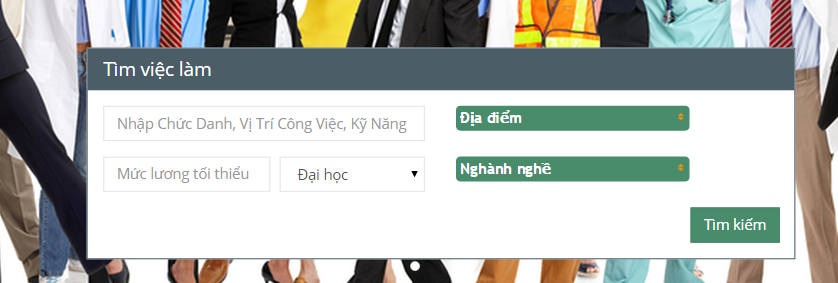 Tìm việc làm
Nhập Chức Danh, Vị Trí Công Việc, Kỹ Năng
Địa điểm
Mức lương tối thiểu
Đại học
Nghành nghề
Tìm kiếm